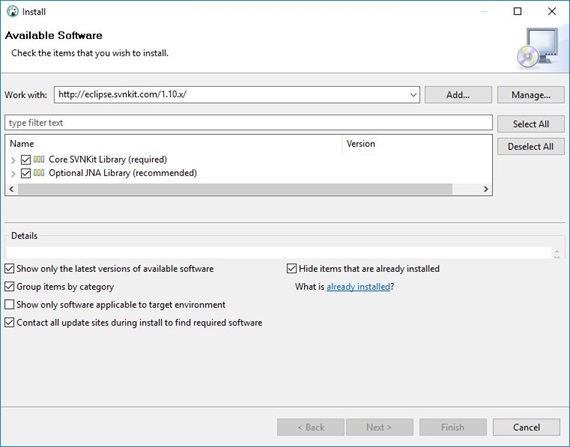 Install
Available Software
Check the items that you wish to install.
Work with: http://eclipse.svnkit.com/1.10.x/ Add... Manage...
type filter text Select All
Name Version Deselect All
Core SVNKit Library (required)
Optional JNA Library (recommended)
Details
Show only the latest versions of available software Hide items that are already installed
Group items by category What is already installed?
Show only software applicable to target environment
Contact all update sites during install to find required software
< Back Next > Finish Cancel